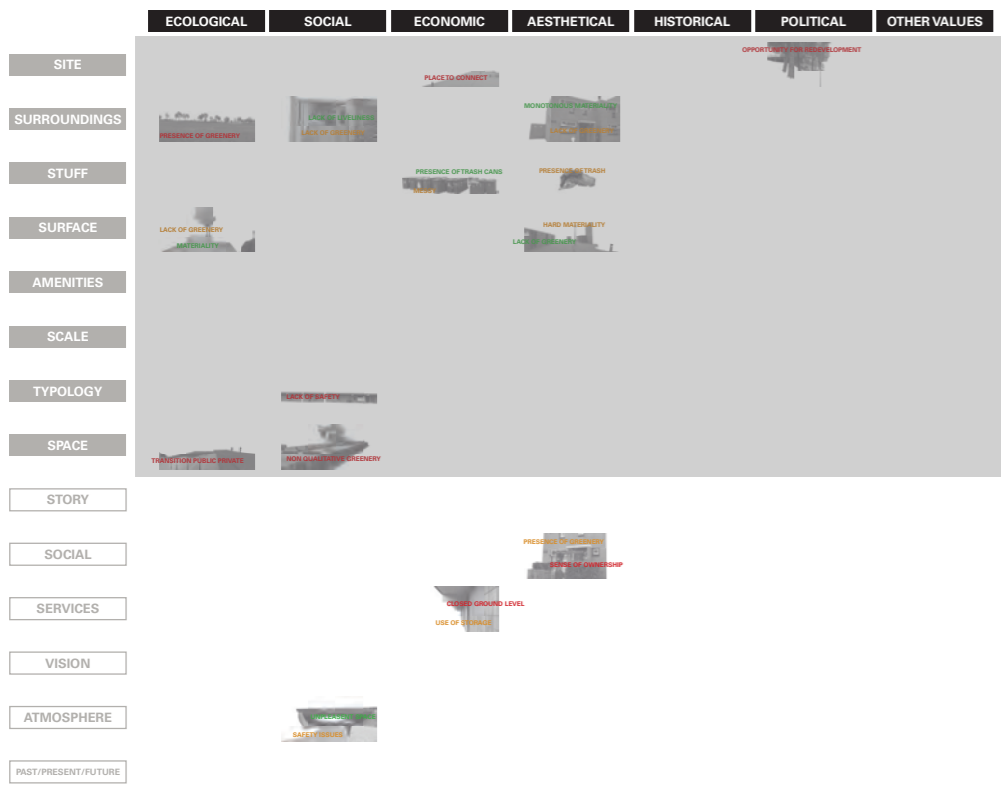 ECOLOGICAL SOCIAL ECONOMIC AESTHETICAL HISTORICAL POLITICAL OTHER VALUES
SITE
OPPORTUNITY FOR REDEVELOPMENT
PLACE TO CONNECT
SURROUNDINGS
MONOTONOUS MATERIALITY
LACK OF LIVELINESS
LACK OF GREENERY
PRESENCE OF GREENERY
STUFF
PRESENCE OF TRASH CANS
PRESENCE OF TRASH
SURFACE
HARD MATERIALITY
LACK OF GREENERY
LACK OF GREENERY
MATERIALITY
AMENITIES
SCALE
TYPOLOGY
LACK OF SAFETY
SPACE
TRANSITION PUBLIC PRIVATE
NON QUALITATIVE GREENERY
STORY
SOCIAL
PRESENCE OF GREENERY
SENSE OF OWNERSHIP
SERVICES
CLOSED GROUND LEVEL
USE OF STORAGE
VISION
ATMOSPHERE
SAFETY ISSUES
PAST/PRESENT/FUTURE